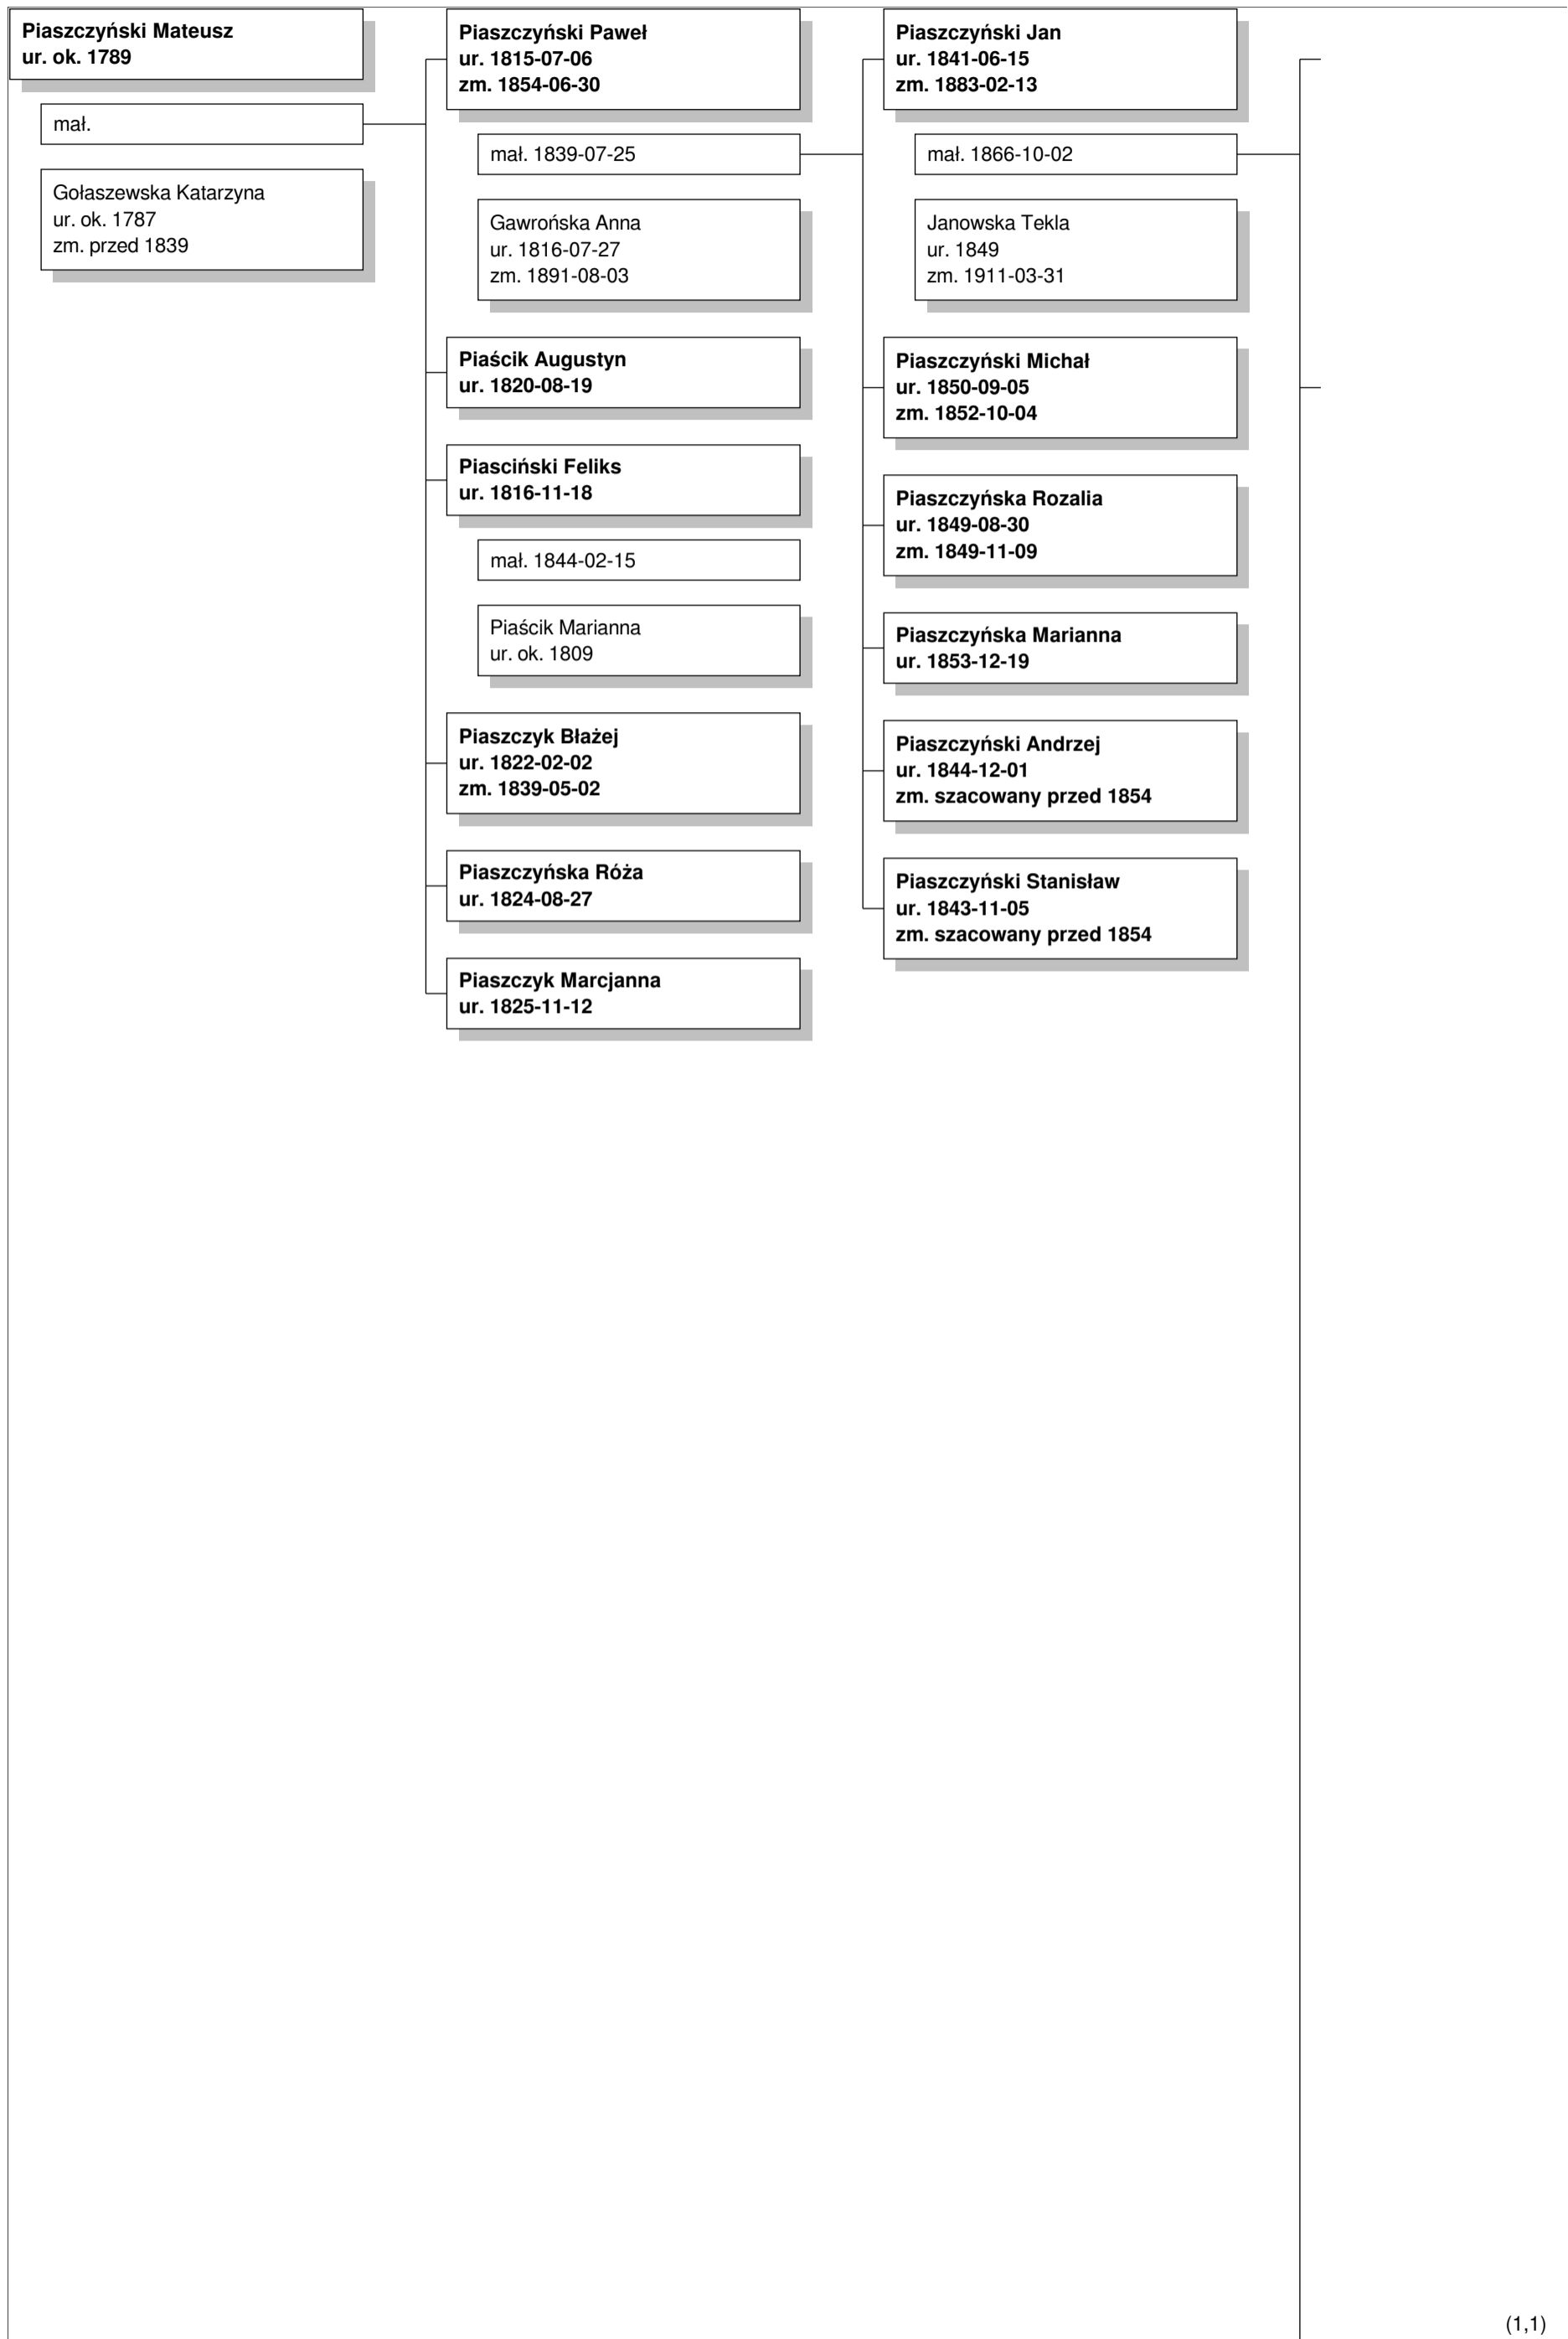 Piaszczyński Mateusz
ur. ok. 1789
mał.
Gołaszewska Katarzyna
ur. ok. 1787
zm. przed 1839
Piaszczyński Paweł
ur. 1815-07-06
zm. 1854-06-30
mał. 1839-07-25
Gawrońska Anna
ur. 1816-07-27
zm. 1891-08-03
Piaścik Augustyn
ur. 1820-08-19
Piasciński Feliks
ur. 1816-11-18
mał. 1844-02-15
Piaścik Marianna
ur. ok. 1809
Piaszczyk Błażej
ur. 1822-02-02
zm. 1839-05-02
Piaszczyńska Róża
ur. 1824-08-27
Piaszczyk Marcjanna
ur. 1825-11-12
Piaszczyński Jan
ur. 1841-06-15
zm. 1883-02-13
mał. 1866-10-02
Janowska Tekla
ur. 1849
zm. 1911-03-31
Piaszczyński Michał
ur. 1850-09-05
zm. 1852-10-04
Piaszczyńska Rozalia
ur. 1849-08-30
zm. 1849-11-09
Piaszczyńska Marianna
ur. 1853-12-19
Piaszczyński Andrzej
ur. 1844-12-01
zm. szacowany przed 1854
Piaszczyński Stanisław
ur. 1843-11-05
zm. szacowany przed 1854
(1,1)